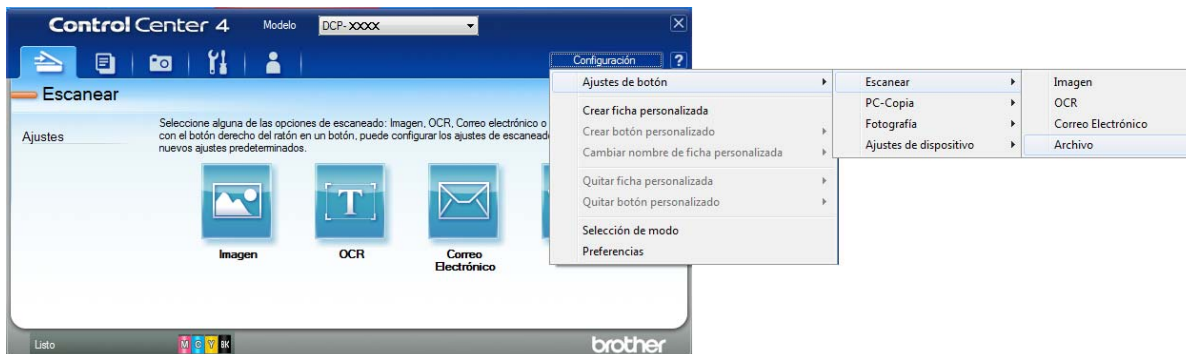 Control Center 4
Modelo
DCP-XXXX
Configuración
?
Escanear
Ajustes
Seleccione alguna de las opciones de escaneado: Imagen, OCR, Correo electrónico o
con el botón derecho del ratón en un botón, puede configurar los ajustes de escaneado
nuevos ajustes predeterminados.
Imagen
OCR
Correo
Electrónico
Ajustes de botón
Crear ficha personalizada
Crear botón personalizado
Cambiar nombre de ficha personalizada
Quitar ficha personalizada
Quitar botón personalizado
Selección de modo
Preferencias
Escanear
PC-Copia
Fotografía
Ajustes de dispositivo
Imagen
OCR
Correo Electrónico
Archivo
Listo
M C Y BK
brother